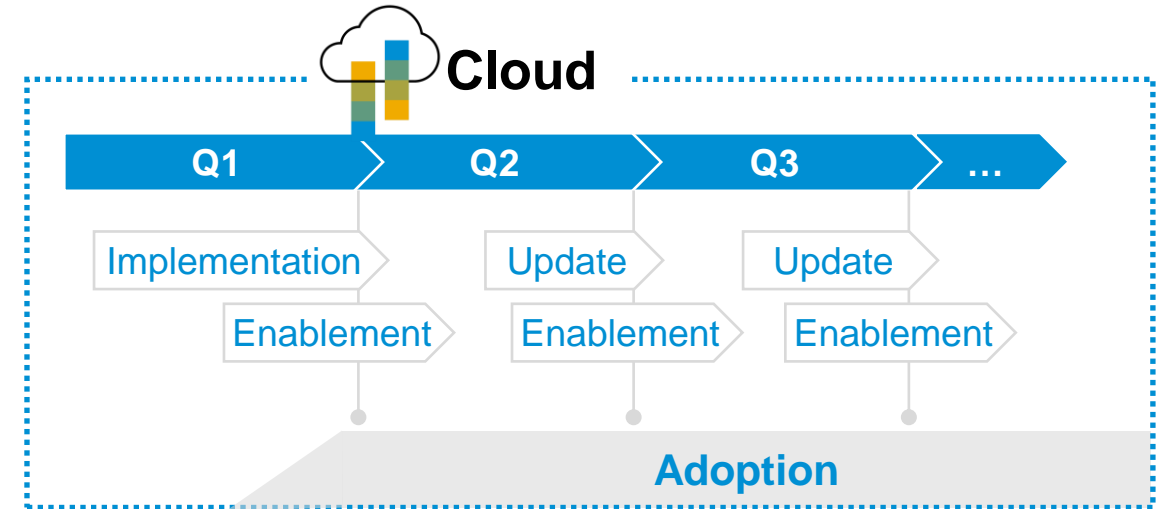 Cloud
Q1 Q2 Q3 …
Implementation Update Update
Enablement Enablement Enablement
Adoption